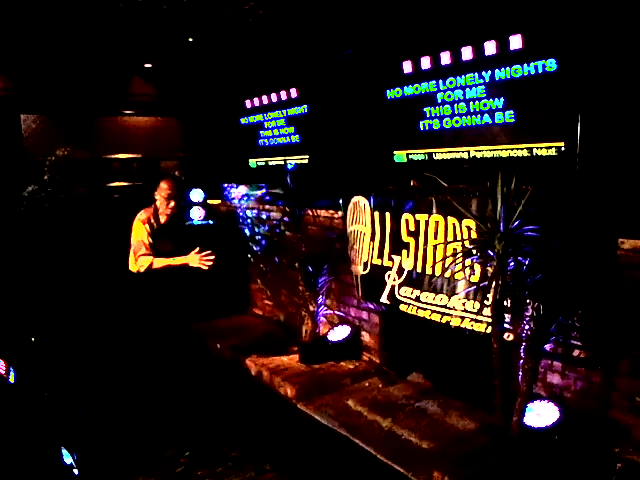 NO MORE LONELY NIGHTS
FOR ME
THIS IS HOW
IT'S GONNA BE
NO MORE LONELY NIGHTS
FOR ME
THIS IS HOW
IT'S GONNA BE
Upcoming Performances. Next:
ALL STARS
Karaoke